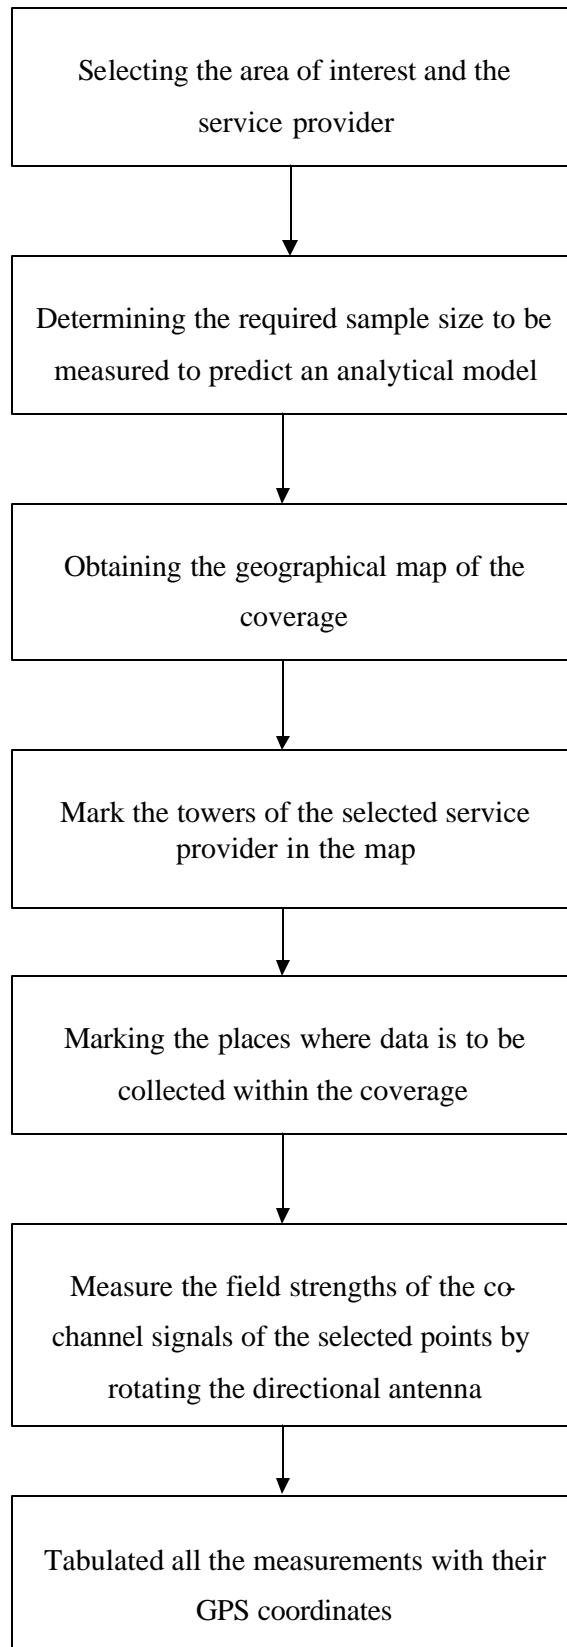 Selecting the area of interest and the
service provider
Determining the required sample size to be
measured to predict an analytical model
Obtaining the geographical map of the
coverage
Mark the towers of the selected service
provider in the map
Marking the places where data is to be
collected within the coverage
Measure the field strengths of the co-
channel signals of the selected points by
rotating the directional antenna
Tabulated all the measurements with their
GPS coordinates